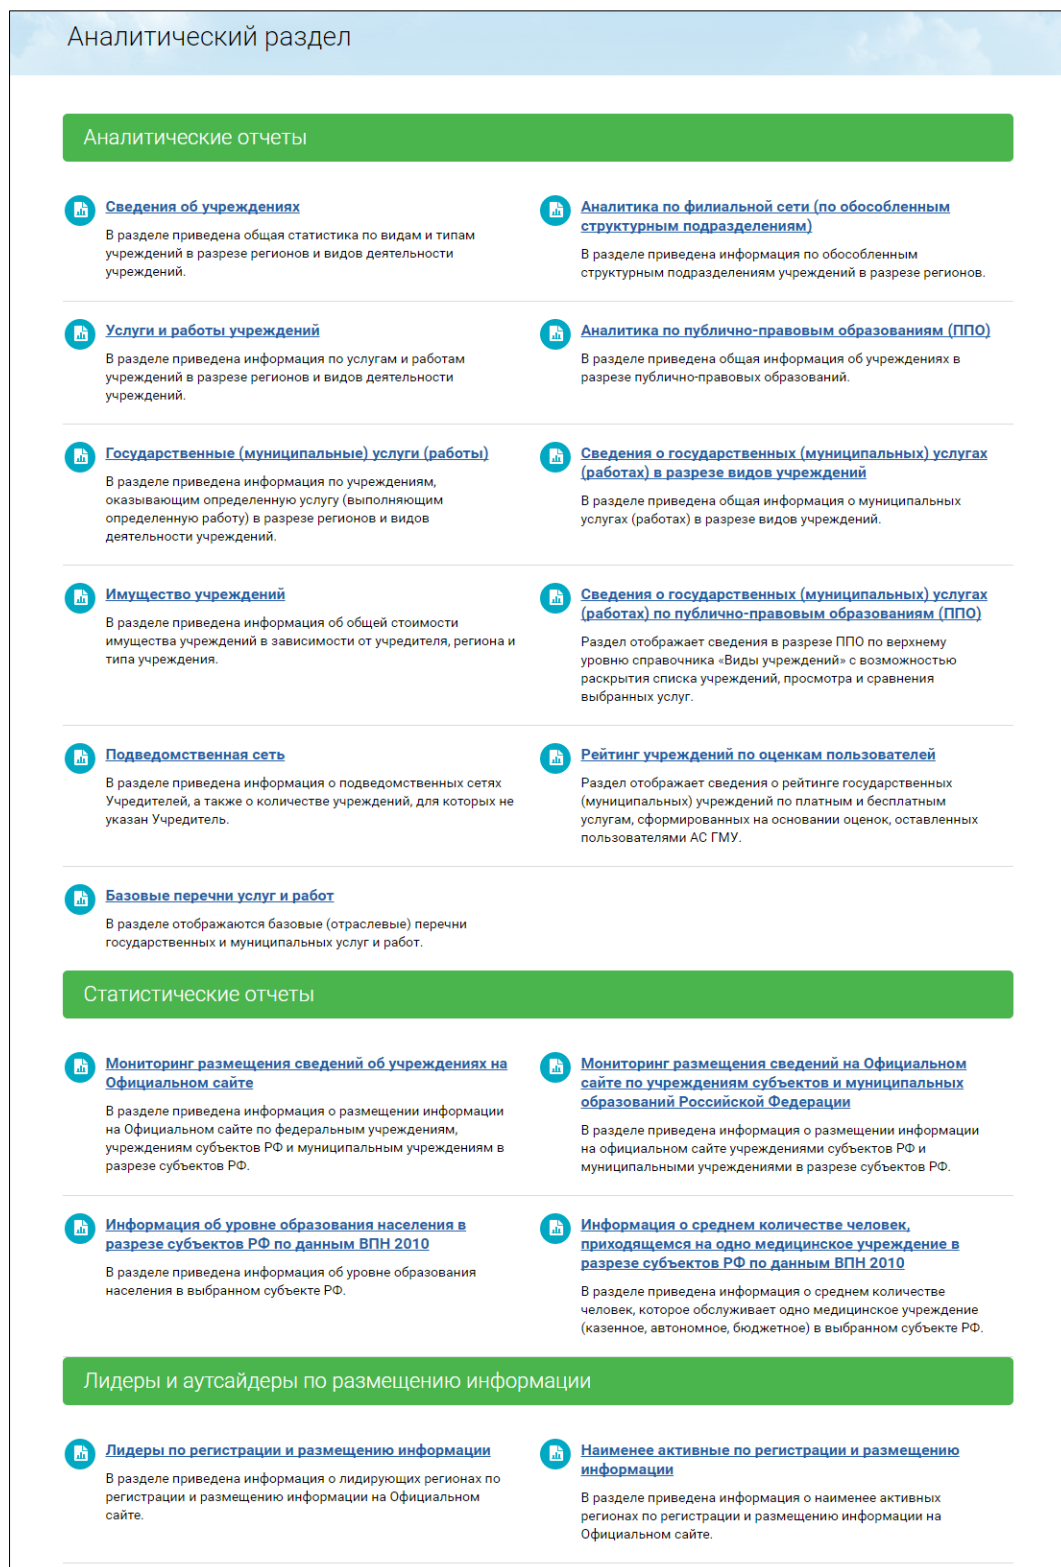 Аналитический раздел
Аналитические отчеты
Сведения об учреждениях
В разделе приведена общая статистика по видам и типам
учреждений в разрезе регионов и видов деятельности
учреждений.
Аналитика по филиальной сети (по обособленным
структурным подразделениям)
В разделе приведена информация по обособленным
структурным подразделениям учреждений в разрезе регионов.
Услуги и работы учреждений
В разделе приведена информация по услугам и работам
учреждений в разрезе регионов и видов деятельности
учреждений.
Аналитика по публично-правовым образованиям (ППО)
В разделе приведена общая информация об учреждениях в
разрезе публично-правовых образований.
Государственные (муниципальные) услуги (работы)
В разделе приведена информация по учреждениям,
оказывающим определенную услугу (выполняющим
определенную работу) в разрезе регионов и видов
деятельности учреждений.
Сведения о государственных (муниципальных) услугах
(работах) в разрезе видов учреждений
В разделе приведена общая информация о муниципальных
услугах (работах) в разрезе видов учреждений.
Имущество учреждений
В разделе приведена информация об общей стоимости
имущества учреждений в зависимости от учредителя, региона и
типа учреждения.
Сведения о государственных (муниципальных) услугах
(работах) по публично-правовым образованиям (ППО)
Раздел отображает сведения в разрезе ППО по верхнему
уровню справочника «Виды учреждений» с возможностью
раскрытия списка учреждений, просмотра и сравнения
выбранных услуг.
Подведомственная сеть
В разделе приведена информация о подведомственных сетях
Учредителей, а также о количестве учреждений, для которых не
указан Учредитель.
Рейтинг учреждений по оценкам пользователей
Раздел отображает сведения о рейтинге государственных
(муниципальных) учреждений по платным и бесплатным
услугам, сформированных на основании оценок, оставленных
пользователями АС ГМУ.
Базовые перечни услуг и работ
В разделе отображаются базовые (отраслевые) перечни
государственных и муниципальных услуг и работ.
Статистические отчеты
Мониторинг размещения сведений об учреждениях на
Официальном сайте
В разделе приведена информация о размещении информации
на Официальном сайте по федеральным учреждениям,
учреждениям субъектов РФ и муниципальным учреждениям в
разрезе субъектов РФ.
Мониторинг размещения сведений на Официальном
сайте по учреждениям субъектов и муниципальных
образований Российской Федерации
В разделе приведена информация о размещении информации
на официальном сайте учреждениями субъектов РФ и
муниципальными учреждениями в разрезе субъектов РФ.
Информация об уровне образования населения в
разрезе субъектов РФ по данным ВПН 2010
В разделе приведена информация об уровне образования
населения в выбранном субъекте РФ.
Информация о среднем количестве человек,
приходящемся на одно медицинское учреждение в
разрезе субъектов РФ по данным ВПН 2010
В разделе приведена информация о среднем количестве
человек, которое обслуживает одно медицинское учреждение
(казенное, автономное, бюджетное) в выбранном субъекте РФ.
Лидеры и аутсайдеры по размещению информации
Лидеры по регистрации и размещению информации
В разделе приведена информация о лидирующих регионах по
регистрации и размещению информации на Официальном
сайте.
Наименее активные по регистрации и размещению
информации
В разделе приведена информация о наименее активных
регионах по регистрации и размещению информации на
Официальном сайте.